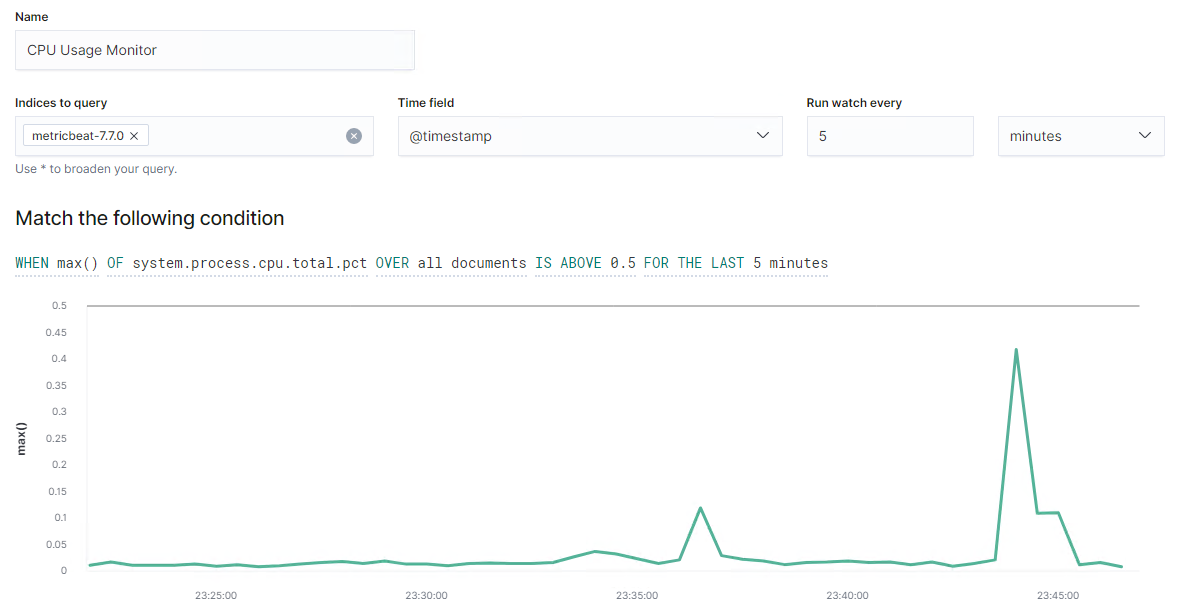 Name
CPU Usage Monitor
Indices to query Time field Run watch every
metricbeat-7.7.0 @timestamp 5 minutes
Use * to broaden your query.
Match the following condition
WHEN max() OF system.process.cpu.total.pct OVER all documents IS ABOVE 0.5 FOR THE LAST 5 minutes
0.5
0.45
0.4
0.35
0.3
0.25
0.2
0.15
0.1
0.05
0
max()
23:25:00 23:30:00 23:35:00 23:40:00 23:45:00